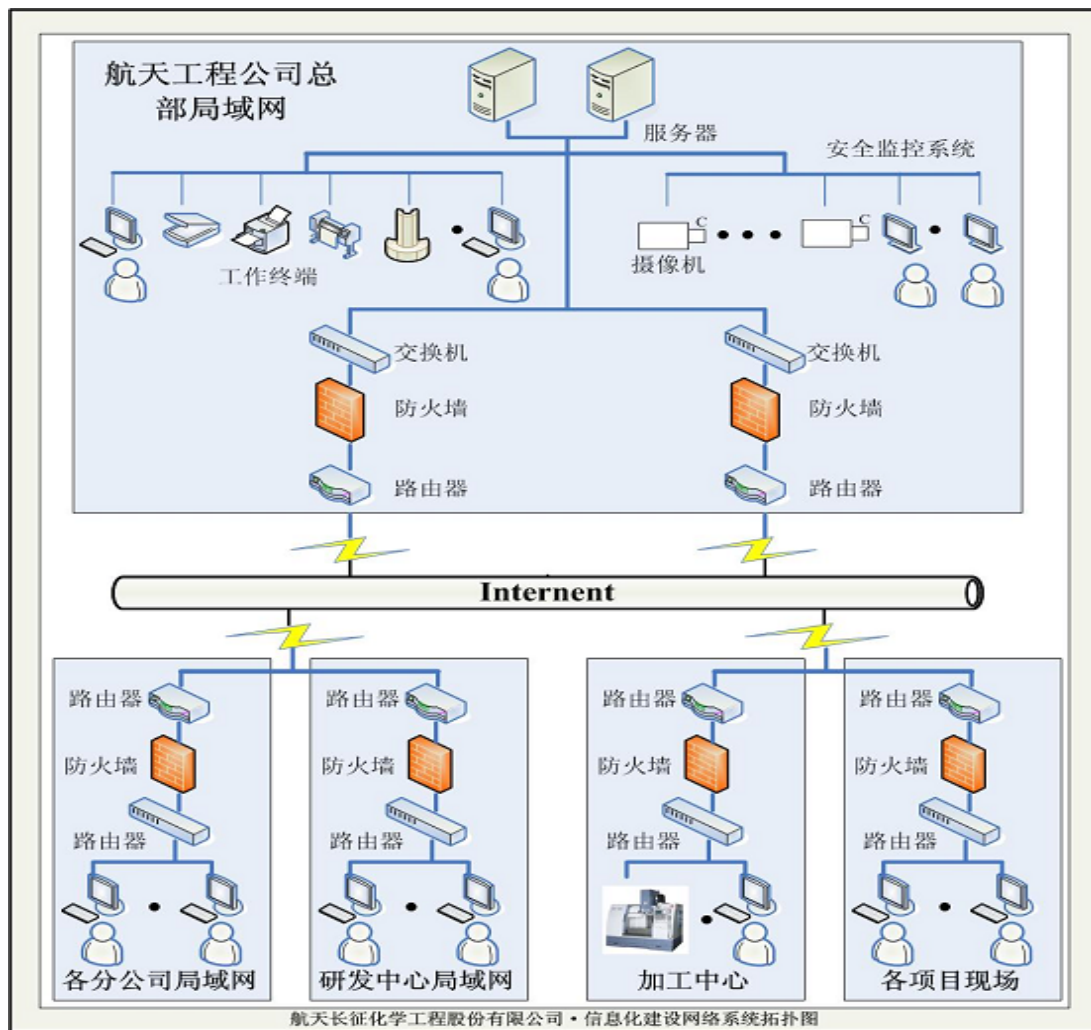 航天工程公司总
部局域网
服务器
安全监控系统
C
C
工作终端
摄像机
交换机
交换机
防火墙
防火墙
路由器
路由器
Internent
路由器
路由器
路由器
路由器
防火墙
防火墙
防火墙
防火墙
路由器
路由器
路由器
路由器
各分公司局域网
研发中心局域网
加工中心
各项目现场
航天长征化学工程股份有限公司·信息化建设网络系统拓扑图